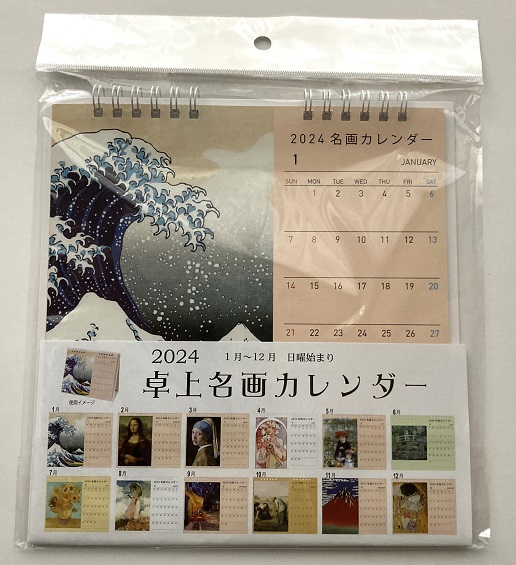 2024 名画カレンダー
1 JANUARY
SUN MON TUE WED THU FRI SAT
1 2 3 4 5 6
7 8 9 10 11 12 13
14 15 16 17 18 19 20
21 22 23 24 25 26 27
2024 1月〜12月 日曜始まり
卓上名画カレンダー
使用イメージ
1月 2月 3月 4月 5月 6月
7月 8月 9月 10月 11月 12月